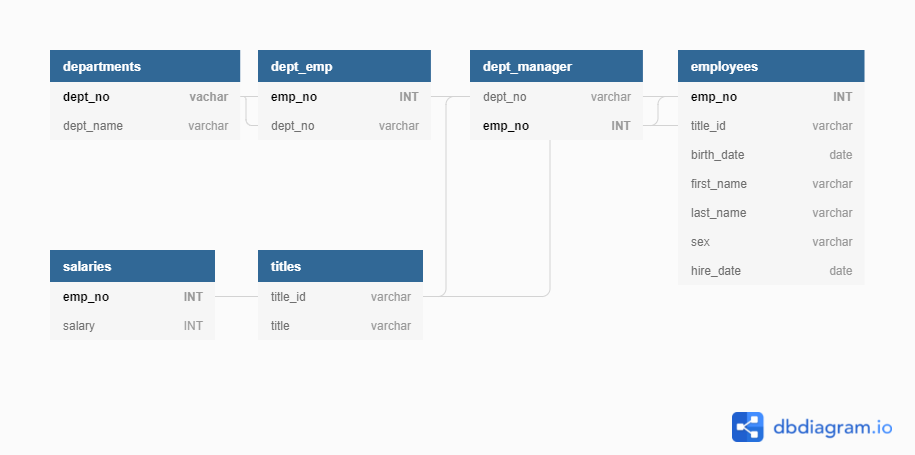 departments
dept_no vachar
dept_name varchar
dept_emp
emp_no INT
dept_no varchar
dept_manager
dept_no varchar
emp_no INT
employees
emp_no INT
title_id varchar
birth_date date
first_name varchar
last_name varchar
sex varchar
hire_date date
salaries
emp_no INT
salary INT
titles
title_id varchar
title varchar
dbdiagram.io